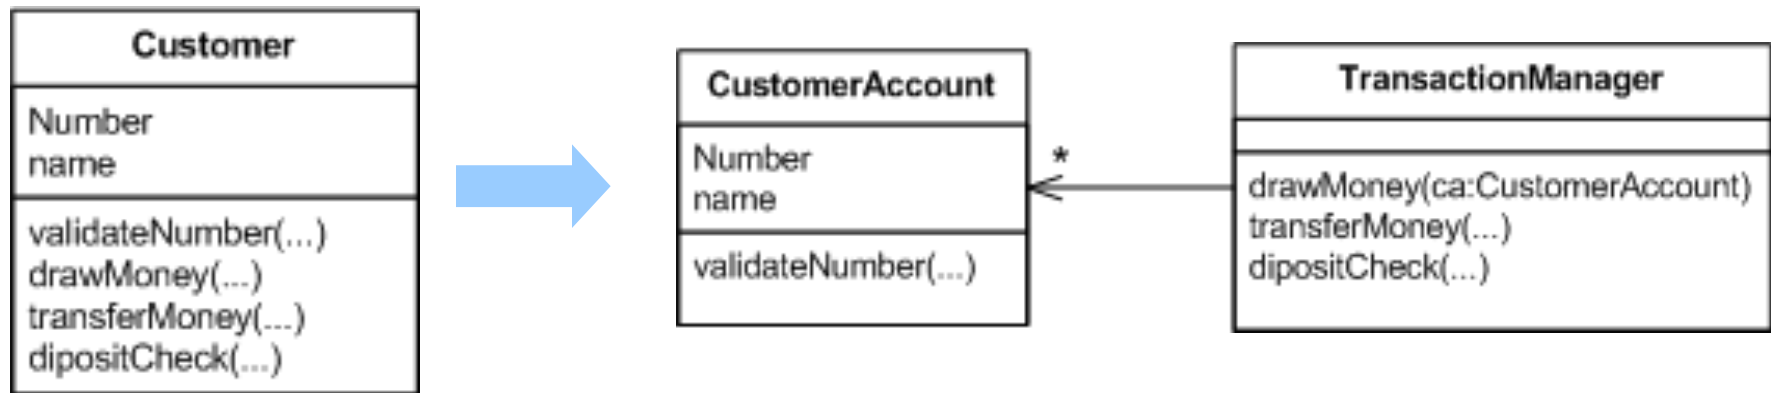 Customer
Number
name
validateNumber(...)
drawMoney(...)
transferMoney(...)
dipositCheck(...)
CustomerAccount
Number
name
validateNumber(...)
*
TransactionManager
drawMoney(ca:CustomerAccount)
transferMoney(...)
dipositCheck(...)